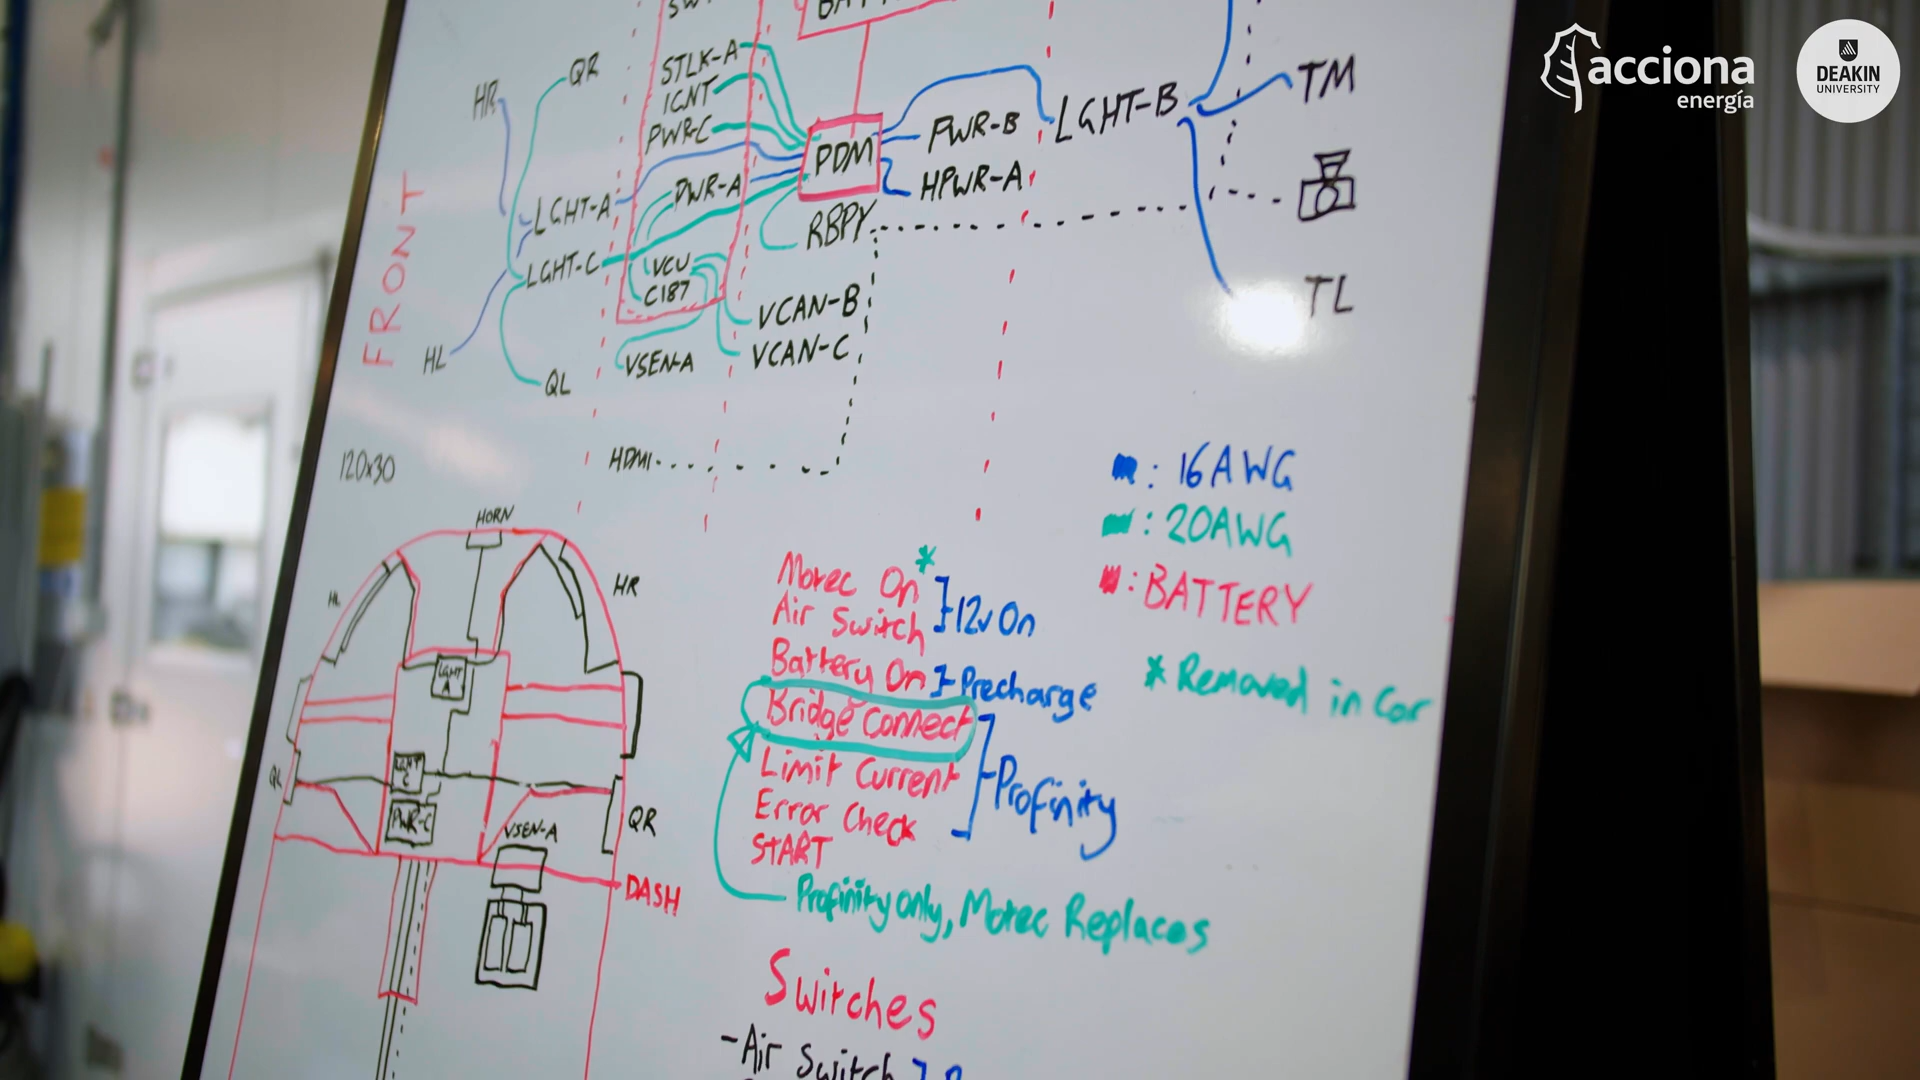 acciona
energía
DEAKIN
UNIVERSITY
STLK-A
ICNT
PWR-C
PWR-A
PDM
PWR-B
HPWR-A
LGHT-B
TM
TL
RBPY
HR
QR
LGHT-A
LGHT-C
VCU
C187
VCAN-B
VCAN-C
VSEN-A
HL
QL
FRONT
HDMI
120x30
: 16AWG
: 20AWG
: BATTERY
* Removed in Car
HORN
HL
HR
LGHT
A
LGHT
C
PWR-C
QL
QR
VSEN-A
DASH
Motec On *
Air Switch
12v On
Battery On
Precharge
Bridge Connect
Limit Current
Error Check
Profinity
START
Profinity only, Motec Replaces
Switches
-Air Switch